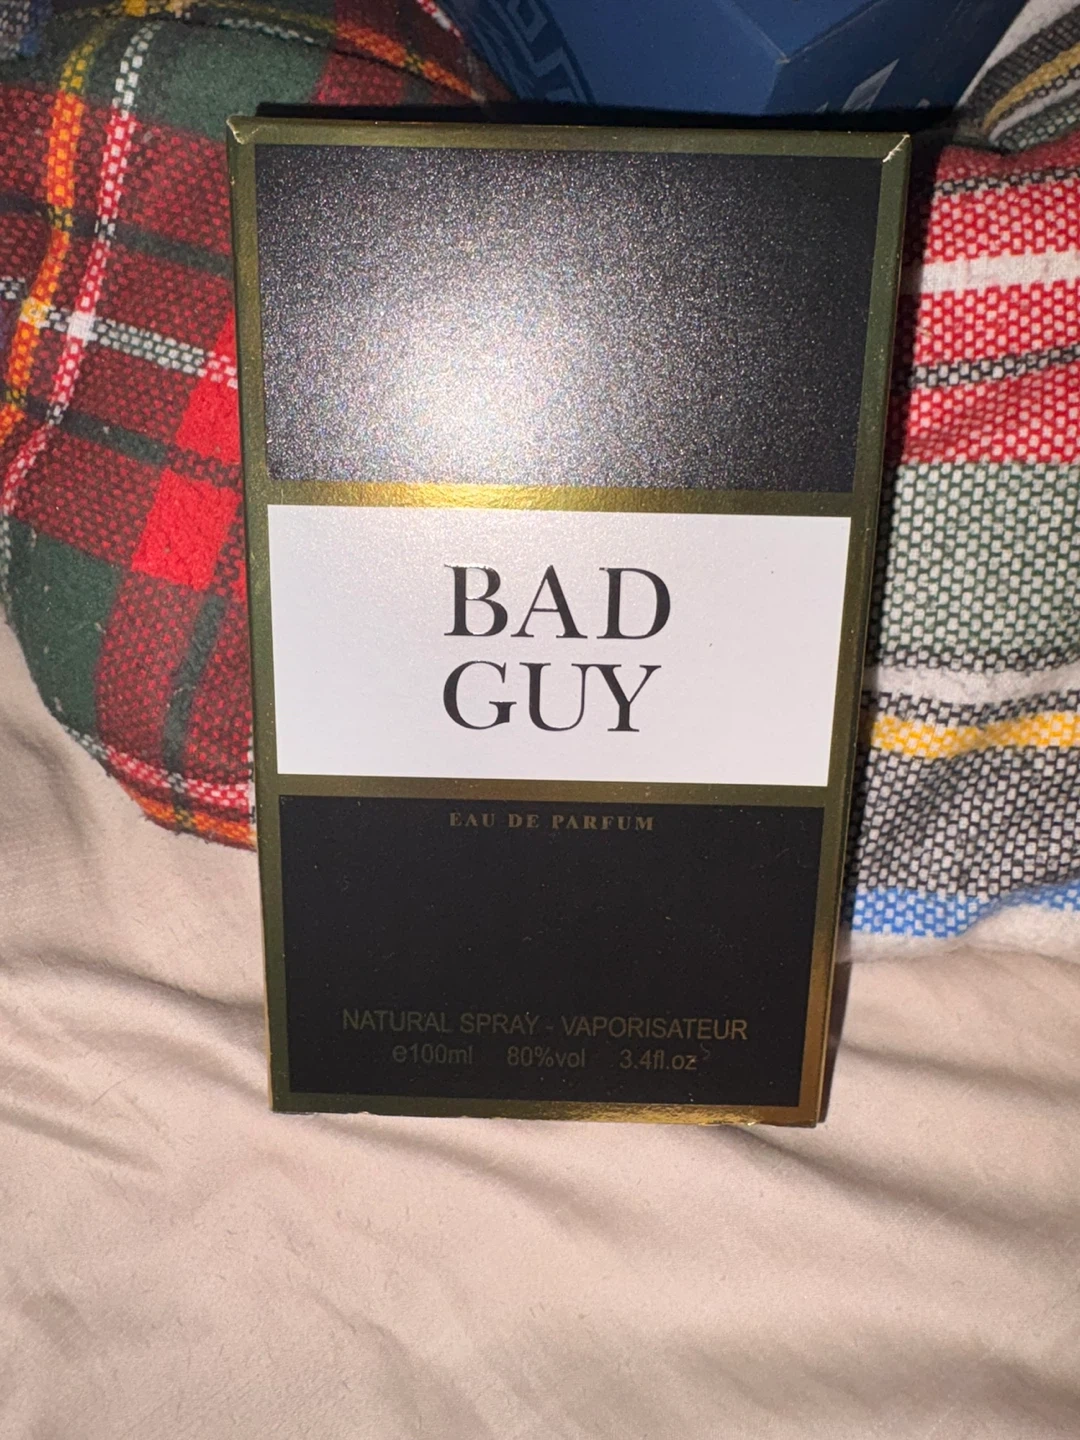 BAD
GUY
EAU DE PARFUM
NATURAL SPRAY - VAPORISATEUR
e100ml 80%vol 3.4fl.oz